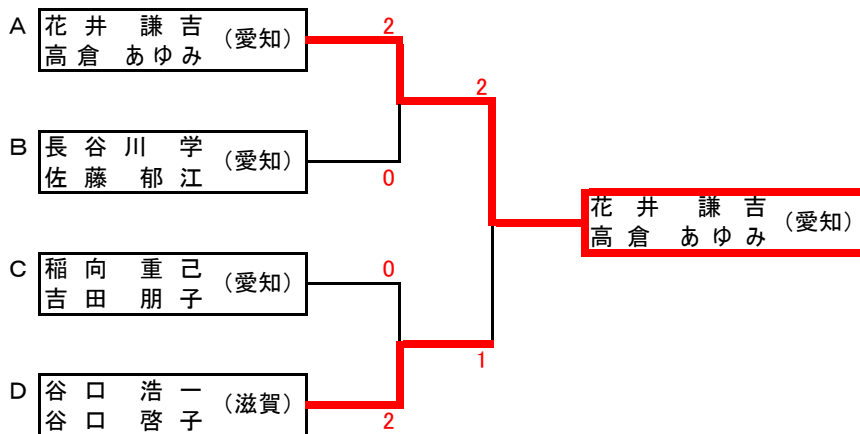 A 花井 謙吉 (愛知) 2
高倉 あゆみ
2
B 長谷川 学 (愛知)
佐藤 郁江 0
花井 謙吉 (愛知)
高倉 あゆみ
C 稲向 重己 (愛知) 0
吉田 朋子
1
D 谷口 浩一 (滋賀)
谷口 啓子 2